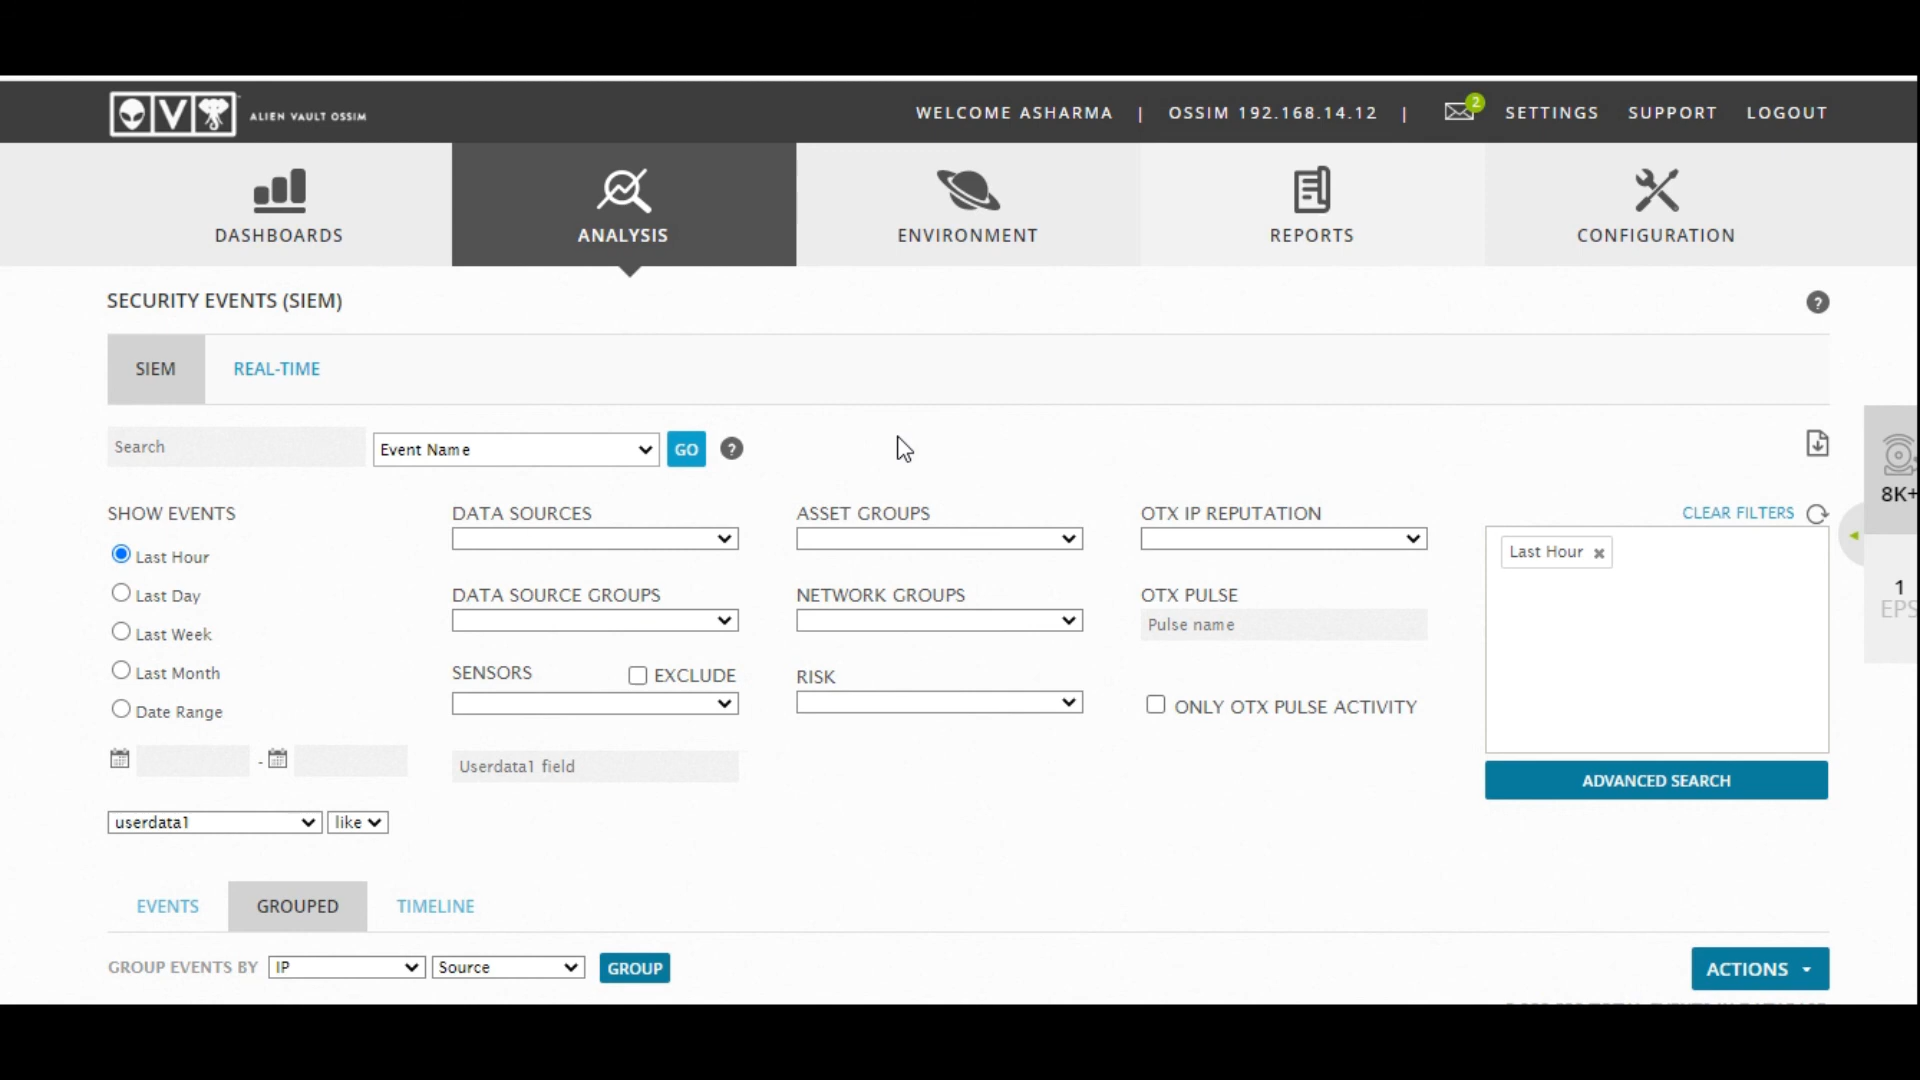 V ALIEN VAULT OSSIM
WELCOME ASHARMA | OSSIM 192.168.14.12 | 2 SETTINGS SUPPORT LOGOUT
DASHBOARDS ANALYSIS ENVIRONMENT REPORTS CONFIGURATION
SECURITY EVENTS (SIEM) ?
SIEM REAL-TIME
Search Event Name GO ?
8K+
SHOW EVENTS DATA SOURCES ASSET GROUPS OTX IP REPUTATION CLEAR FILTERS
Last Hour
Last Hour
Last Day DATA SOURCE GROUPS NETWORK GROUPS OTX PULSE
1
EPS
Pulse name
Last Week
Last Month SENSORS EXCLUDE RISK
Date Range ONLY OTX PULSE ACTIVITY
- Userdata1 field
ADVANCED SEARCH
userdata1 like
EVENTS GROUPED TIMELINE
GROUP EVENTS BY IP Source GROUP ACTIONS